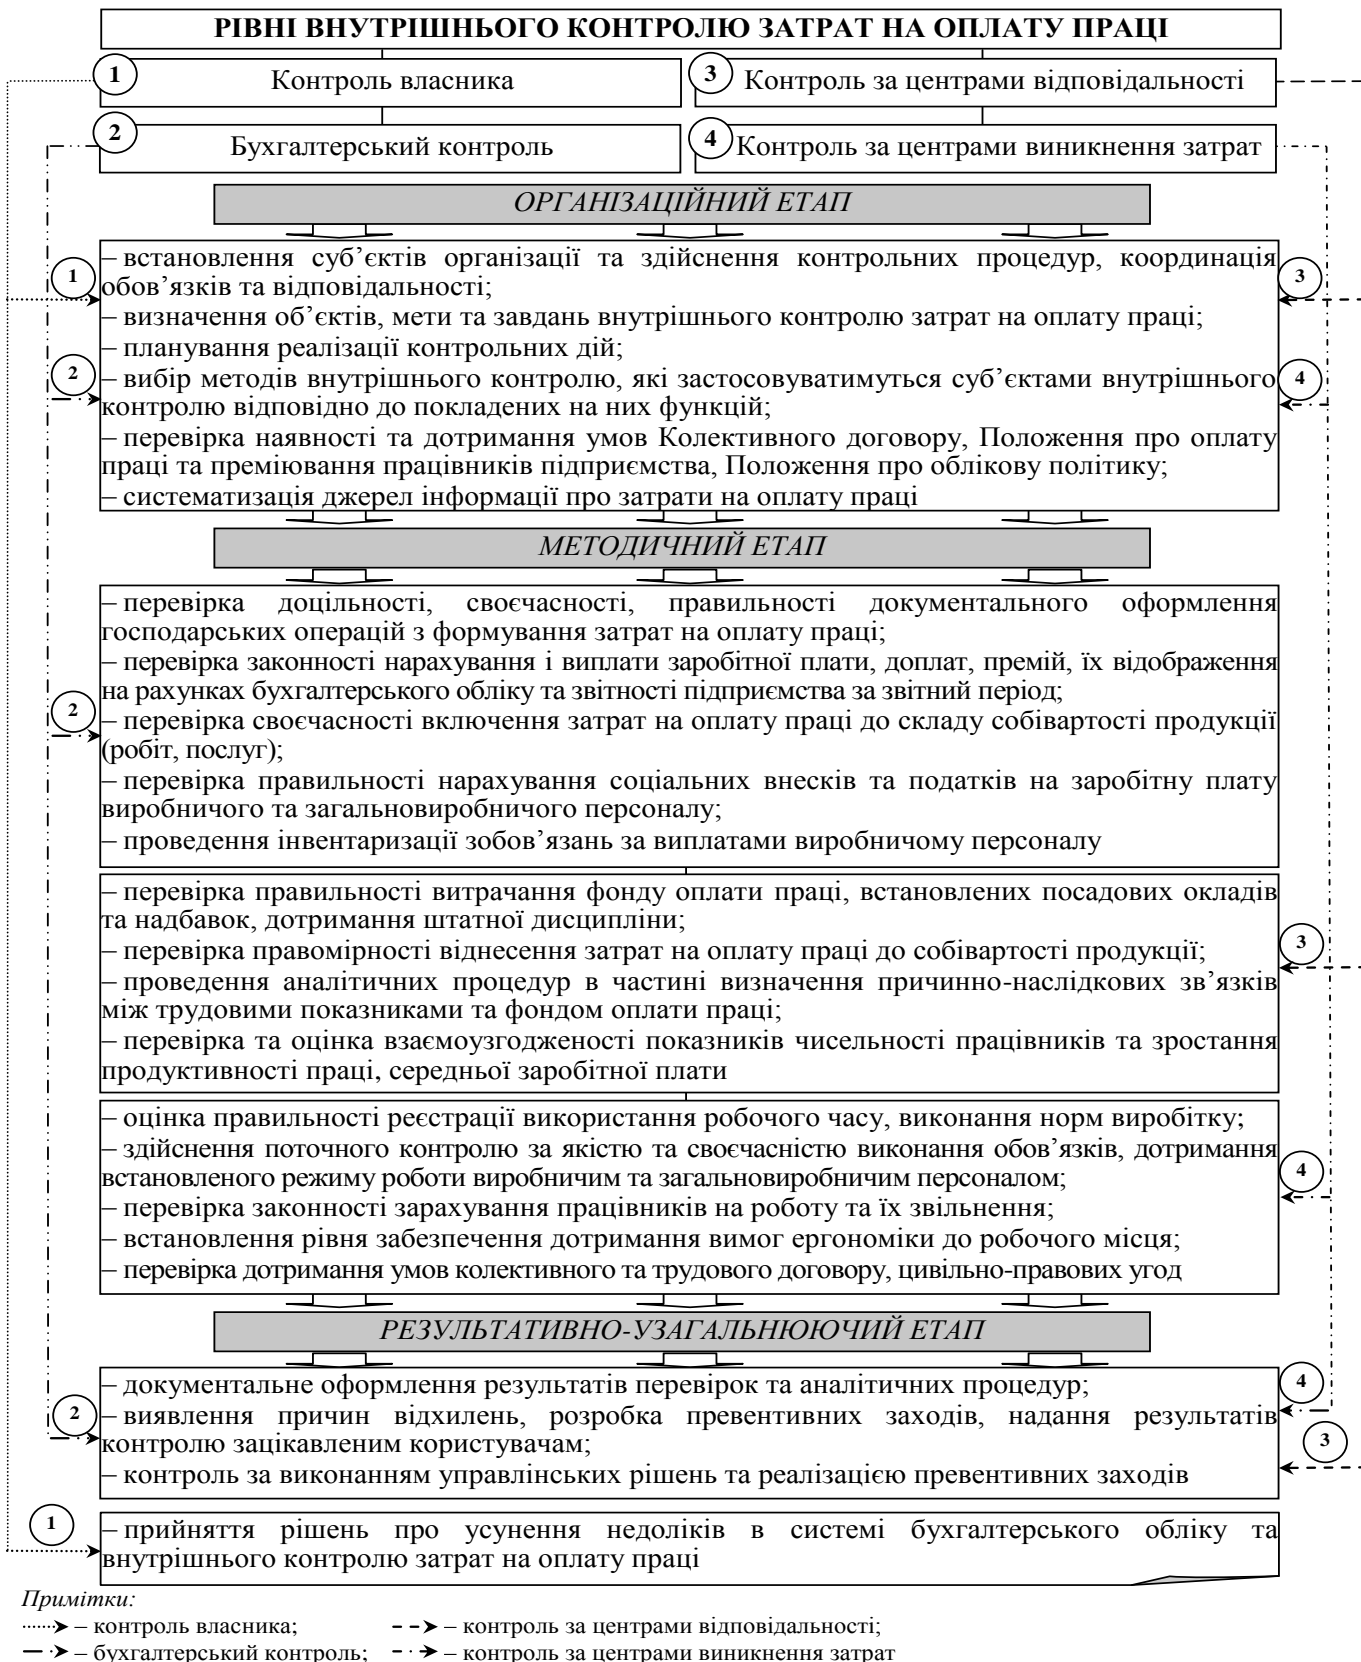 РІВНІ ВНУТРІШНЬОГО КОНТРОЛЮ ЗАТРАТ НА ОПЛАТУ ПРАЦІ
1
Контроль власника
3
Контроль за центрами відповідальності
2
Бухгалтерський контроль
4
Контроль за центрами виникнення затрат
ОРГАНІЗАЦІЙНИЙ ЕТАП
– встановлення суб’єктів організації та здійснення контрольних процедур, координація
обов’язків та відповідальності;
– визначення об’єктів, мети та завдань внутрішнього контролю затрат на оплату праці;
– планування реалізації контрольних дій;
– вибір методів внутрішнього контролю, які застосовуватимуться суб’єктами внутрішнього
контролю відповідно до покладених на них функцій;
– перевірка наявності та дотримання умов Колективного договору, Положення про оплату
праці та преміювання працівників підприємства, Положення про облікову політику;
– систематизація джерел інформації про затрати на оплату праці
1
3
2
4
МЕТОДИЧНИЙ ЕТАП
– перевірка доцільності, своєчасності, правильності документального оформлення
господарських операцій з формування затрат на оплату праці;
– перевірка законності нарахування і виплати заробітної плати, доплат, премій, їх відображення
на рахунках бухгалтерського обліку та звітності підприємства за звітний період;
– перевірка своєчасності включення затрат на оплату праці до складу собівартості продукції
(робіт, послуг);
– перевірка правильності нарахування соціальних внесків та податків на заробітну плату
виробничого та загальновиробничого персоналу;
– проведення інвентаризації зобов’язань за виплатами виробничому персоналу
2
– перевірка правильності витрачання фонду оплати праці, встановлених посадових окладів
та надбавок, дотримання штатної дисципліни;
– перевірка правомірності віднесення затрат на оплату праці до собівартості продукції;
– проведення аналітичних процедур в частині визначення причинно-наслідкових зв’язків
між трудовими показниками та фондом оплати праці;
– перевірка та оцінка взаємоузгодженості показників чисельності працівників та зростання
продуктивності праці, середньої заробітної плати
3
– оцінка правильності реєстрації використання робочого часу, виконання норм виробітку;
– здійснення поточного контролю за якістю та своєчасністю виконання обов’язків, дотримання
встановленого режиму роботи виробничим та загальновиробничим персоналом;
– перевірка законності зарахування працівників на роботу та їх звільнення;
– встановлення рівня забезпечення дотримання вимог ергономіки до робочого місця;
– перевірка дотримання умов колективного та трудового договору, цивільно-правових угод
4
РЕЗУЛЬТАТИВНО-УЗАГАЛЬНЮЮЧИЙ ЕТАП
– документальне оформлення результатів перевірок та аналітичних процедур;
– виявлення причин відхилень, розробка превентивних заходів, надання результатів
контролю зацікавленим користувачам;
– контроль за виконанням управлінських рішень та реалізацією превентивних заходів
4
2
3
1
– прийняття рішень про усунення недоліків в системі бухгалтерського обліку та
внутрішнього контролю затрат на оплату праці
Примітки:
– контроль власника;
– контроль за центрами відповідальності;
– бухгалтерський контроль;
– контроль за центрами виникнення затрат